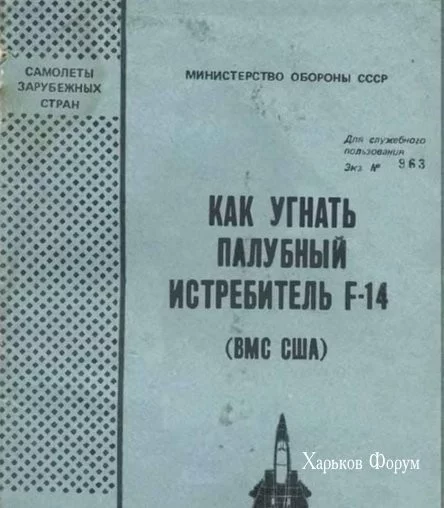 САМОЛЕТЫ
ЗАРУБЕЖНЫХ
СТРАН
МИНИСТЕРСТВО ОБОРОНЫ СССР
Для служебного
пользования
Экз № 963
КАК УГНАТЬ
ПАЛУБНЫЙ
ИСТРЕБИТЕЛЬ F-14
(ВМС США)
Харьков Форум